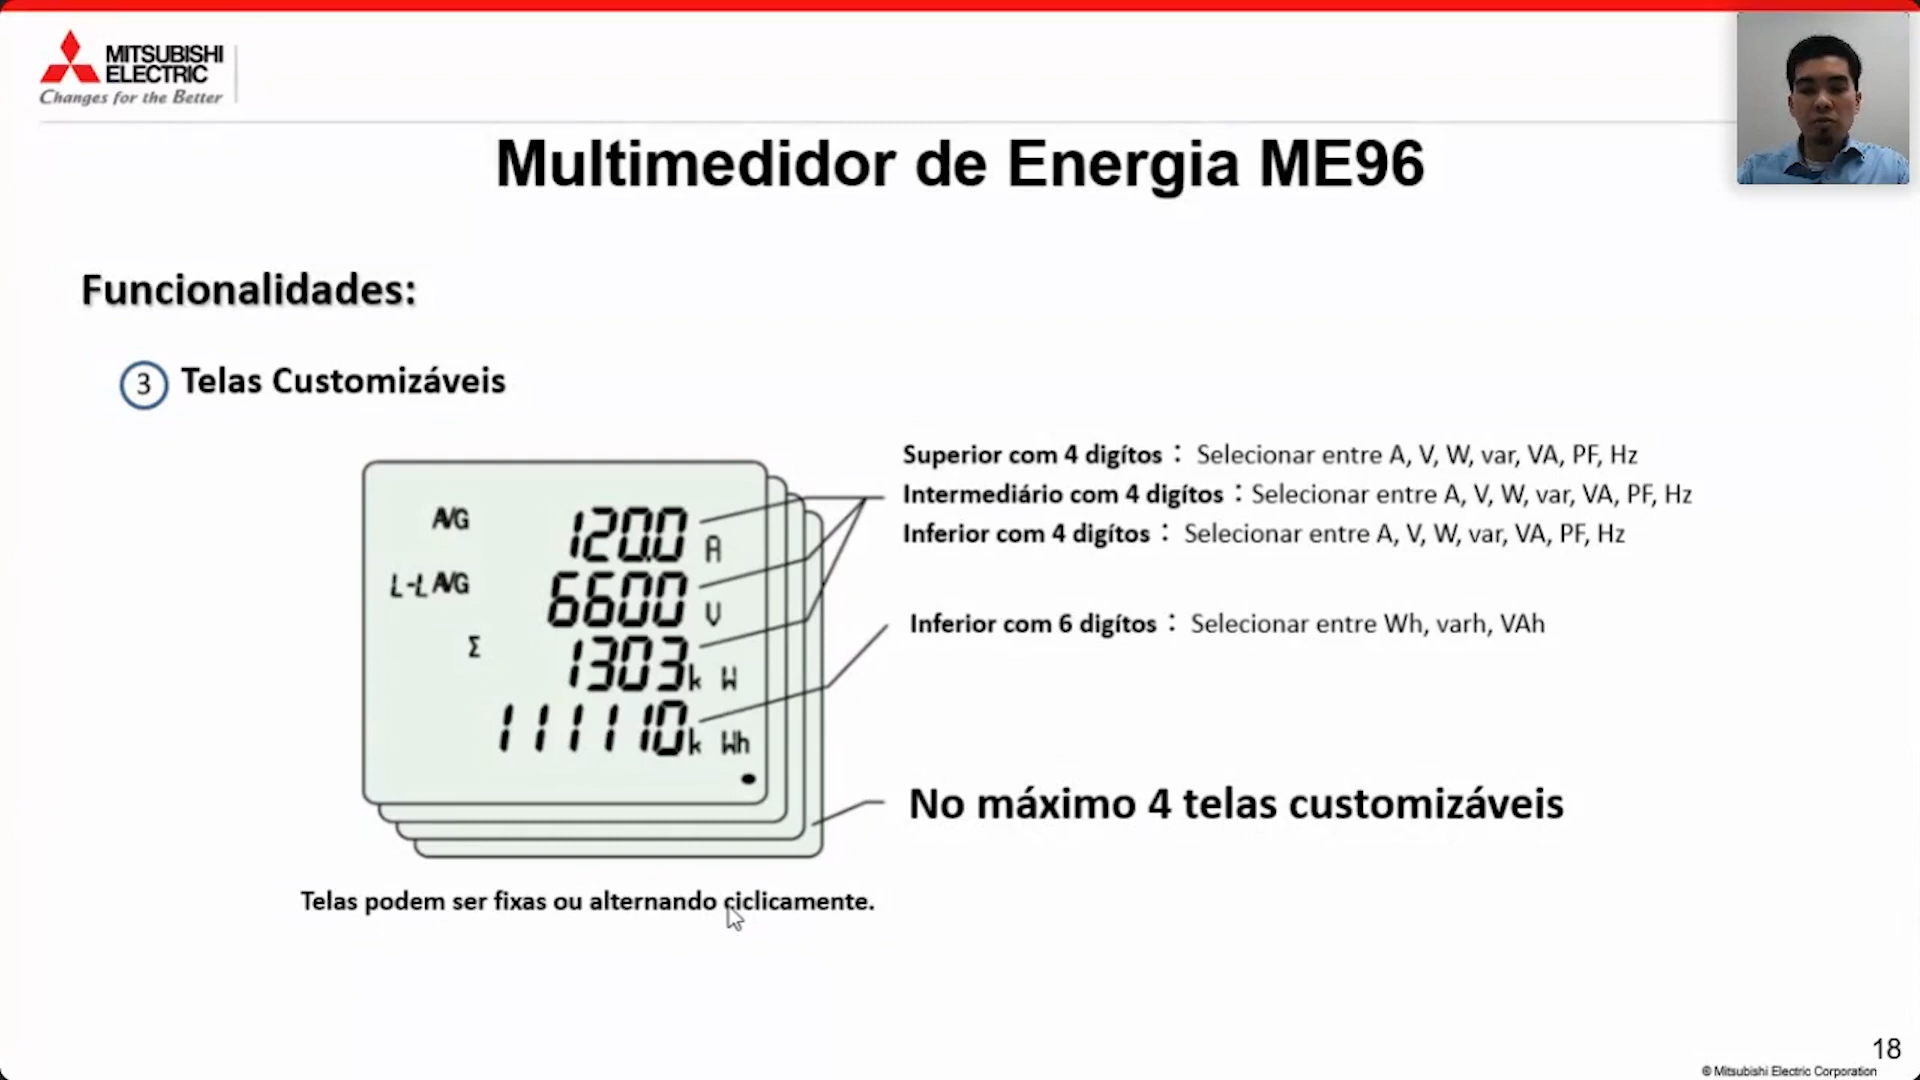 MITSUBISHI
ELECTRIC
Changes for the Better
Multimedidor de Energia ME96
Funcionalidades:
3 Telas Customizáveis
AVG 120.0 A
L-L AVG 6600 V
Σ 1303 k W
111110 k Wh
Superior com 4 digítos : Selecionar entre A, V, W, var, VA, PF, Hz
Intermediário com 4 digítos : Selecionar entre A, V, W, var, VA, PF, Hz
Inferior com 4 digítos : Selecionar entre A, V, W, var, VA, PF, Hz
Inferior com 6 digítos : Selecionar entre Wh, varh, VAh
No máximo 4 telas customizáveis
Telas podem ser fixas ou alternando ciclicamente.
18
© Mitsubishi Electric Corporation